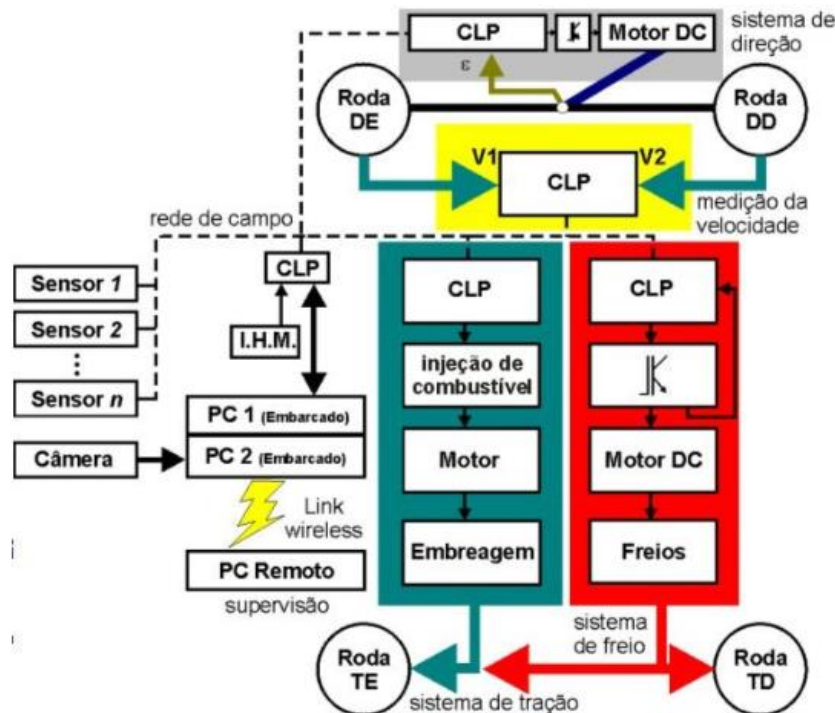 CLP
Motor DC
sistema de
direção
ε
Roda
DE
Roda
DD
V1
V2
CLP
medição da
velocidade
rede de campo
Sensor 1
Sensor 2
Sensor n
CLP
I.H.M.
PC 1 (Embarcado)
PC 2 (Embarcado)
Câmera
Link
wireless
PC Remoto
supervisão
CLP
injeção de
combustível
Motor
Embreagem
CLP
Motor DC
Freios
sistema
de freio
Roda
TE
sistema de tração
Roda
TD